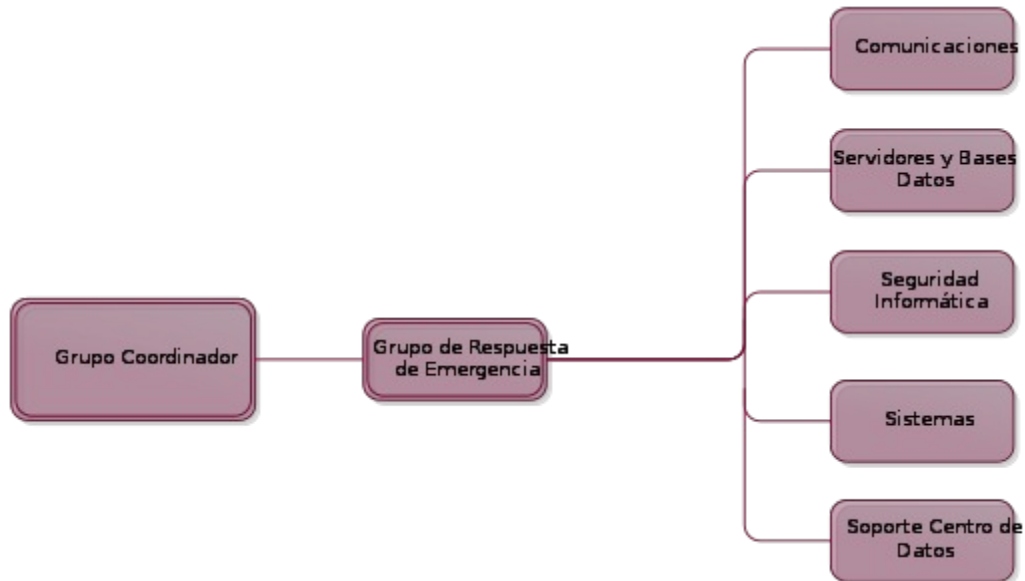 Comunicaciones
Servidores y Bases
Datos
Seguridad
Informática
Grupo Coordinador
Grupo de Respuesta
de Emergencia
Sistemas
Soporte Centro de
Datos